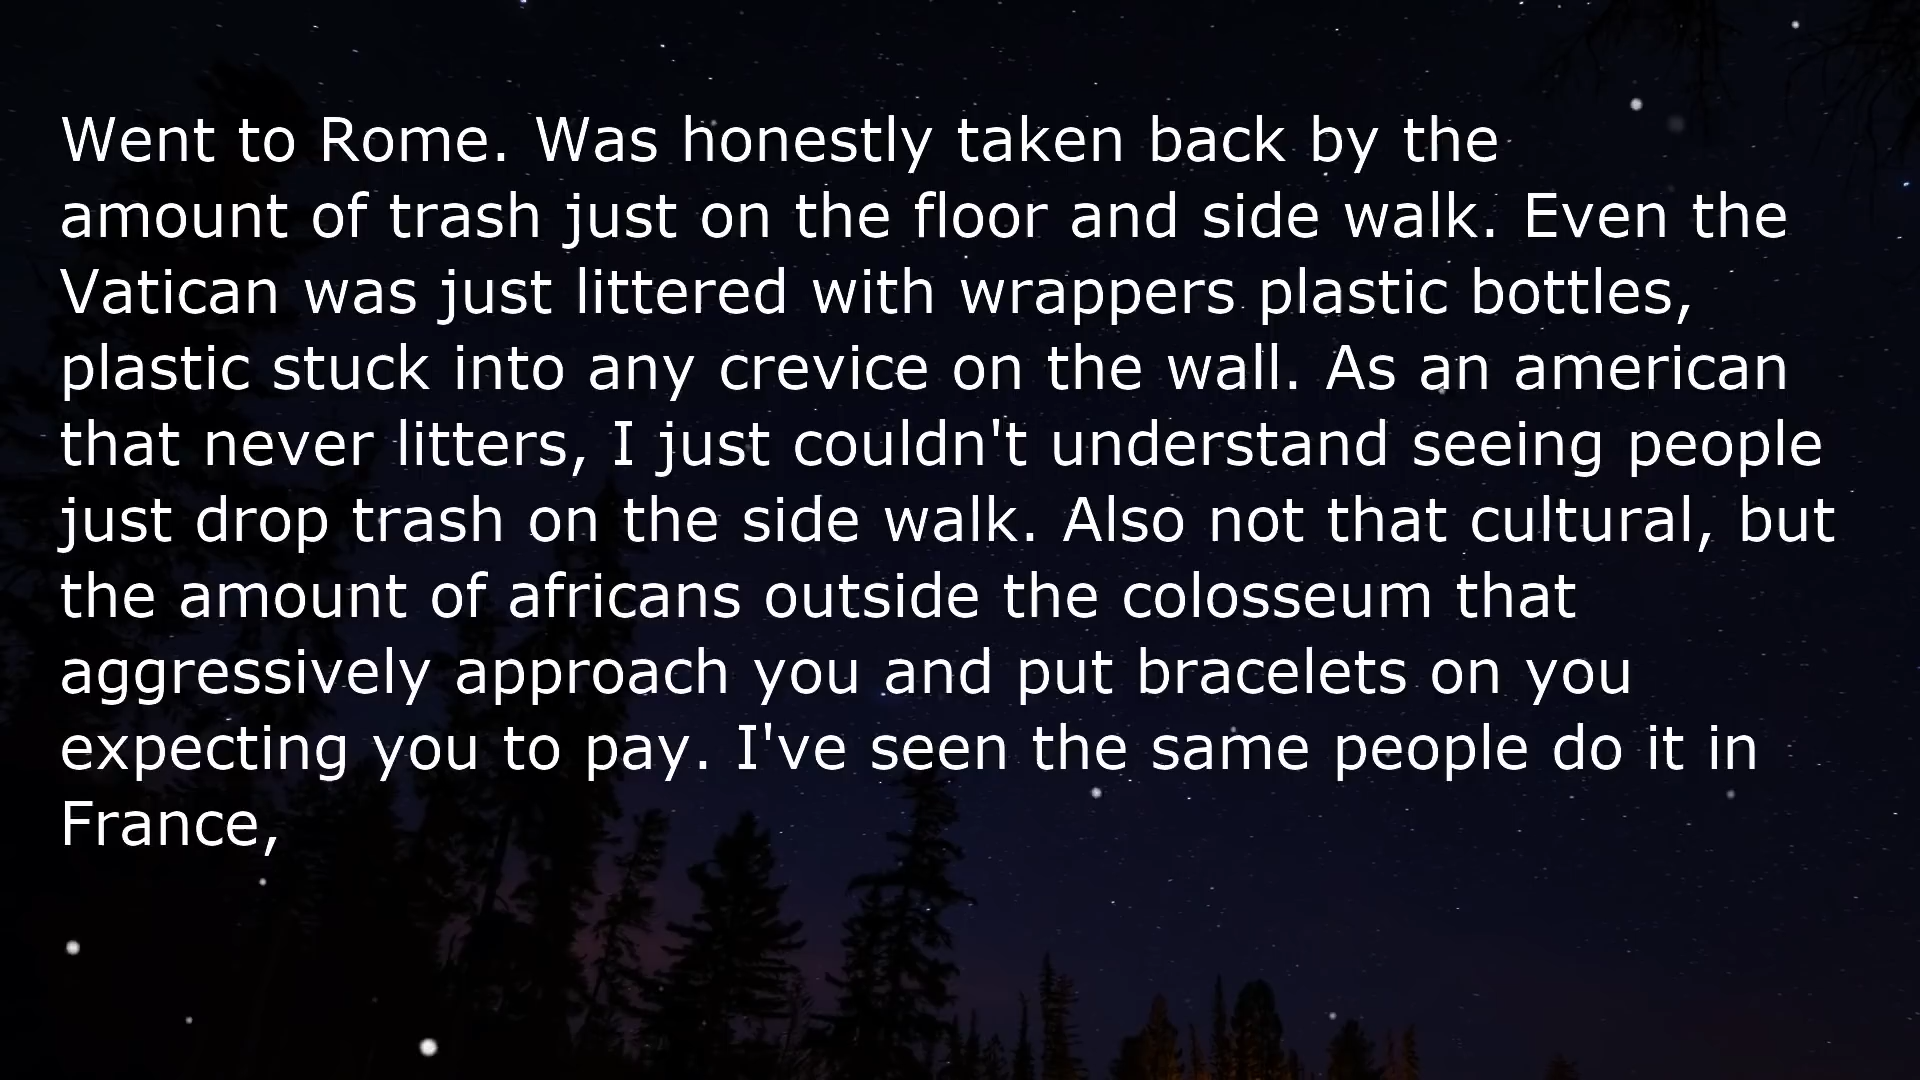 Went to Rome. Was honestly taken back by the
amount of trash just on the floor and side walk. Even the
Vatican was just littered with wrappers plastic bottles,
plastic stuck into any crevice on the wall. As an american
that never litters, I just couldn't understand seeing people
just drop trash on the side walk. Also not that cultural, but
the amount of africans outside the colosseum that
aggressively approach you and put bracelets on you
expecting you to pay. I've seen the same people do it in
France,